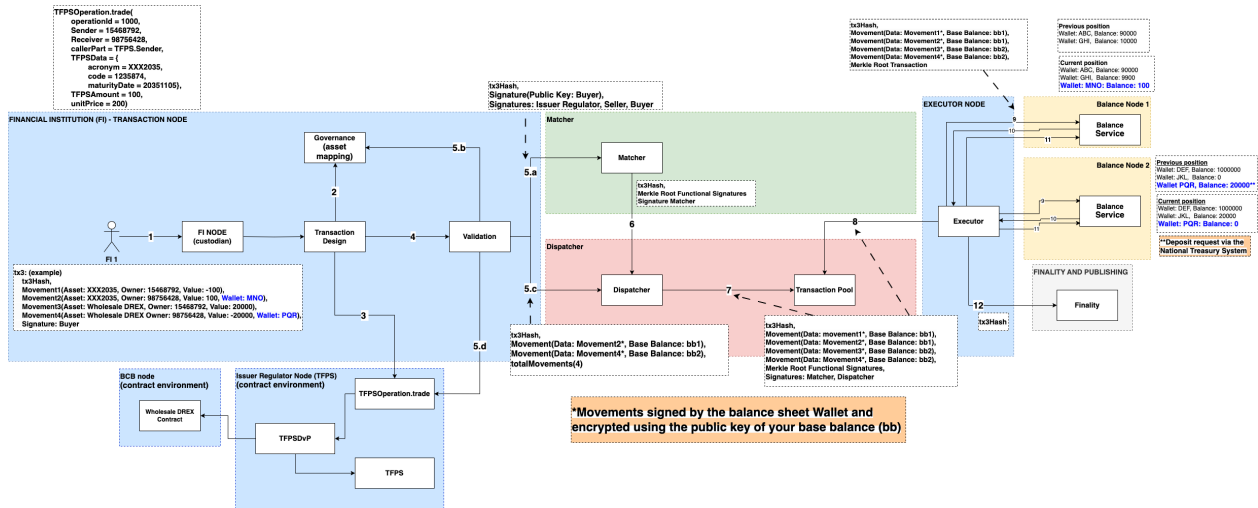 TFPSOperation.trade(
operationId = 1000,
Sender = 15468792,
Receiver = 98756428,
callerPart = TFPS.Sender,
TFPSData = {
acronym = XXX2035,
code = 1235874,
maturityDate = 20351105},
TFPSAmount = 100,
unitPrice = 200)
tx3Hash,
Movement(Data: Movement1*, Base Balance: bb1),
Movement(Data: Movement2*, Base Balance: bb1),
Movement(Data: Movement3*, Base Balance: bb2),
Movement(Data: Movement4*, Base Balance: bb2),
Merkle Root Transaction
Previous position
Wallet: ABC, Balance: 90000
Wallet: GHI, Balance: 10000
Current position
Wallet: ABC, Balance: 90000
Wallet: GHI, Balance: 9900
Wallet: MNO: Balance: 100
tx3Hash,
Signature(Public Key: Buyer),
Signatures: Issuer Regulator, Seller, Buyer
FINANCIAL INSTITUTION (FI) - TRANSACTION NODE
Governance
(asset
mapping)
5.b
5.a
2
1
FI 1
FI NODE
(custodian)
Transaction
Design
4
Validation
tx3: (example)
tx3Hash,
Movement1(Asset: XXX2035, Owner: 15468792, Value: -100),
Movement2(Asset: XXX2035, Owner: 98756428, Value: 100, Wallet: MNO),
Movement3(Asset: Wholesale DREX, Owner: 15468792, Value: 20000),
Movement4(Asset: Wholesale DREX Owner: 98756428, Value: -20000, Wallet: PQR),
Signature: Buyer
3
5.c
5.d
Matcher
Matcher
tx3Hash,
Merkle Root Functional Signatures
Signature Matcher
6
Dispatcher
Dispatcher
7
Transaction Pool
8
tx3Hash,
Movement(Data: Movement2*, Base Balance: bb1),
Movement(Data: Movement4*, Base Balance: bb2),
totalMovements(4)
tx3Hash,
Movement(Data: movement1*, Base Balance: bb1),
Movement(Data: Movement2*, Base Balance: bb1),
Movement(Data: Movement3*, Base Balance: bb2),
Movement(Data: Movement4*, Base Balance: bb2),
Merkle Root Functional Signatures,
Signatures: Matcher, Dispatcher
EXECUTOR NODE
Executor
9
10
11
Balance Node 1
Balance
Service
Balance Node 2
9
10
11
Balance
Service
Previous position
Wallet: DEF, Balance: 1000000
Wallet: JKL, Balance: 0
Wallet PQR, Balance: 20000**
Current position
Wallet: DEF, Balance: 1000000
Wallet: JKL, Balance: 20000
Wallet: PQR: Balance: 0
**Deposit request via the
National Treasury System
FINALITY AND PUBLISHING
12
tx3Hash
Finality
BCB node
(contract environment)
Wholesale DREX
Contract
Issuer Regulator Node (TFPS)
(contract environment)
TFPSOperation.trade
TFPSDvP
TFPS
*Movements signed by the balance sheet Wallet and
encrypted using the public key of your base balance (bb)